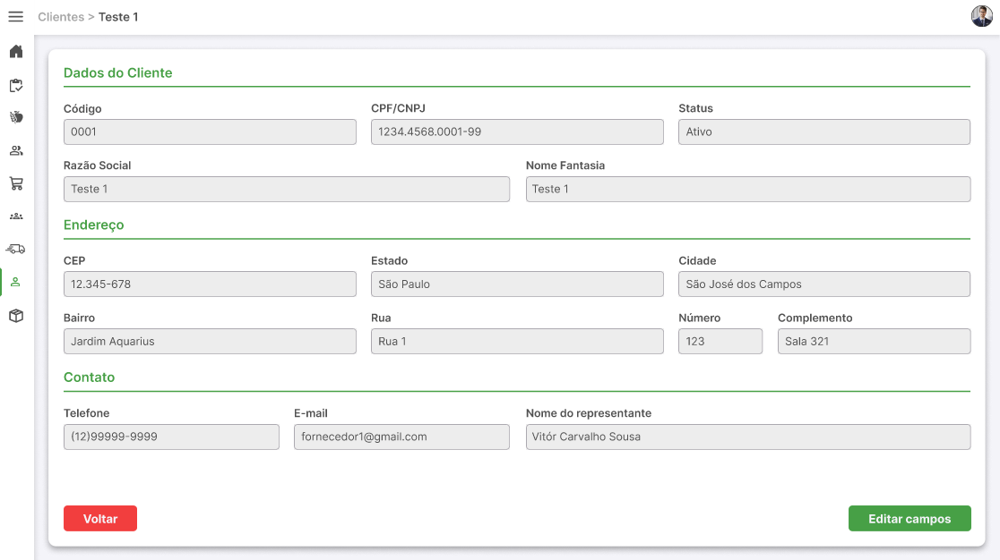 Clientes > Teste 1
Dados do Cliente
Código CPF/CNPJ Status
0001 1234.4568.0001-99 Ativo
Razão Social Nome Fantasia
Teste 1 Teste 1
Endereço
CEP Estado Cidade
12.345-678 São Paulo São José dos Campos
Bairro Rua Número Complemento
Jardim Aquarius Rua 1 123 Sala 321
Contato
Telefone E-mail Nome do representante
(12)99999-9999 fornecedor1@gmail.com Vitór Carvalho Sousa
Voltar Editar campos